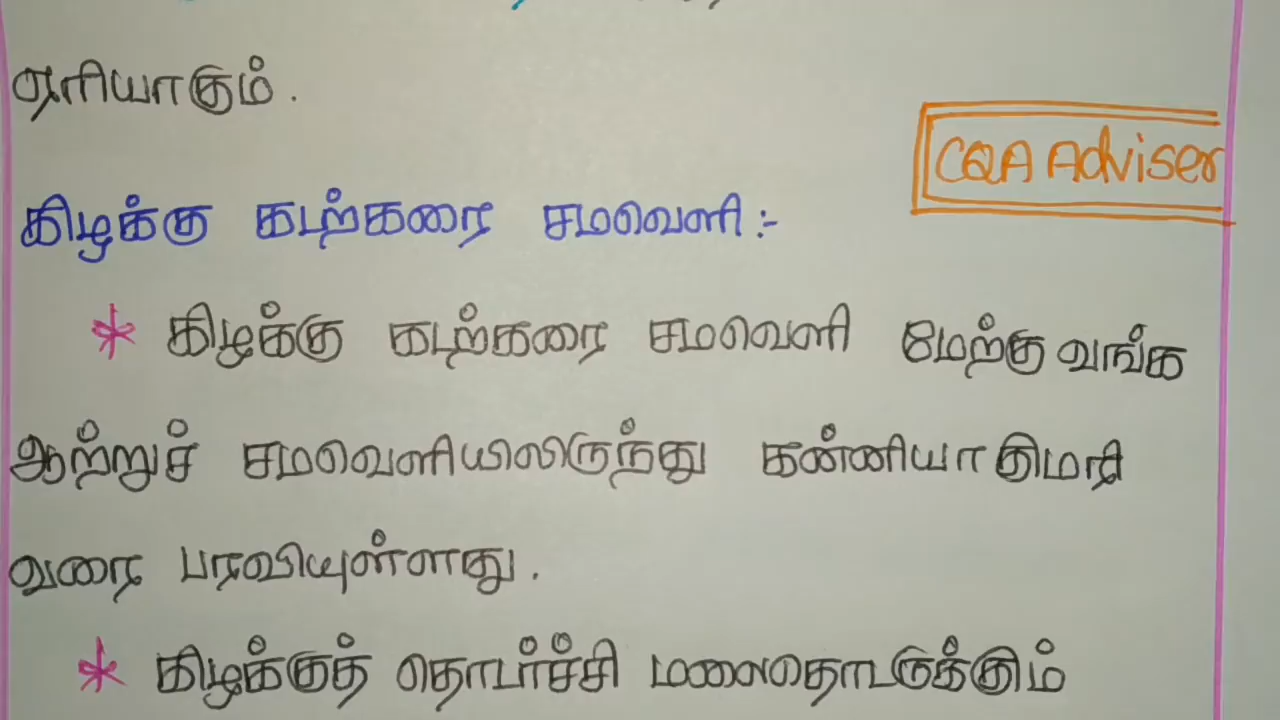 ஏரியாகும்.
CQA Adviser
கிழக்கு கடற்கரை சமவெளி :-
* கிழக்கு கடற்கரை சமவெளி மேற்கு வங்க
ஆற்றுச் சமவெளியிலிருந்து கன்னியாகுமரி
வரை பரவியுள்ளது.
* கிழக்குத் தொடர்ச்சி மலைதொடருக்கும்